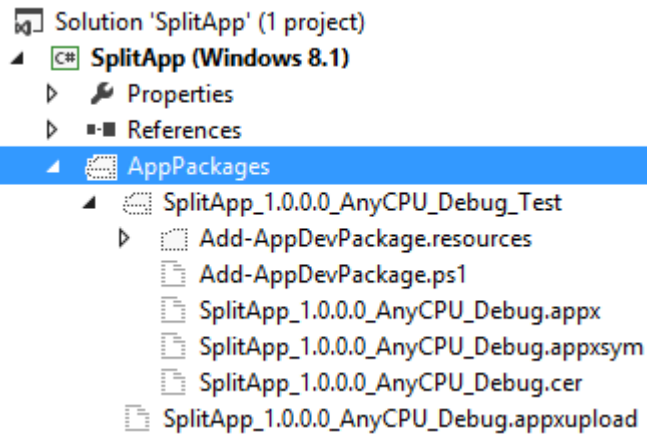 Solution 'SplitApp' (1 project)
C# SplitApp (Windows 8.1)
Properties
References
AppPackages
SplitApp_1.0.0.0_AnyCPU_Debug_Test
Add-AppDevPackage.resources
Add-AppDevPackage.ps1
SplitApp_1.0.0.0_AnyCPU_Debug.appx
SplitApp_1.0.0.0_AnyCPU_Debug.appxsym
SplitApp_1.0.0.0_AnyCPU_Debug.cer
SplitApp_1.0.0.0_AnyCPU_Debug.appxupload